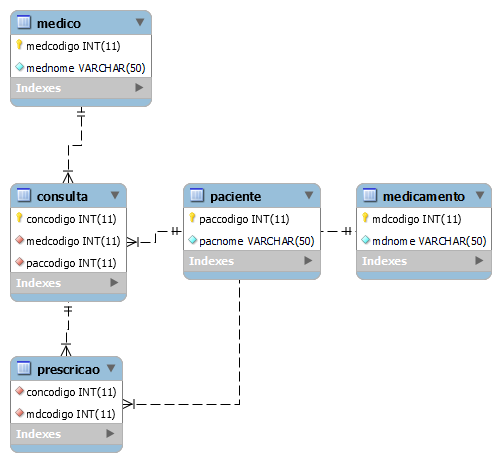 medico
medcodigo INT(11)
mednome VARCHAR(50)
Indexes
consulta
concodigo INT(11)
medcodigo INT(11)
paccodigo INT(11)
Indexes
paciente
paccodigo INT(11)
pacnome VARCHAR(50)
Indexes
medicamento
mdcodigo INT(11)
mdnome VARCHAR(50)
Indexes
prescricao
concodigo INT(11)
mdcodigo INT(11)
Indexes